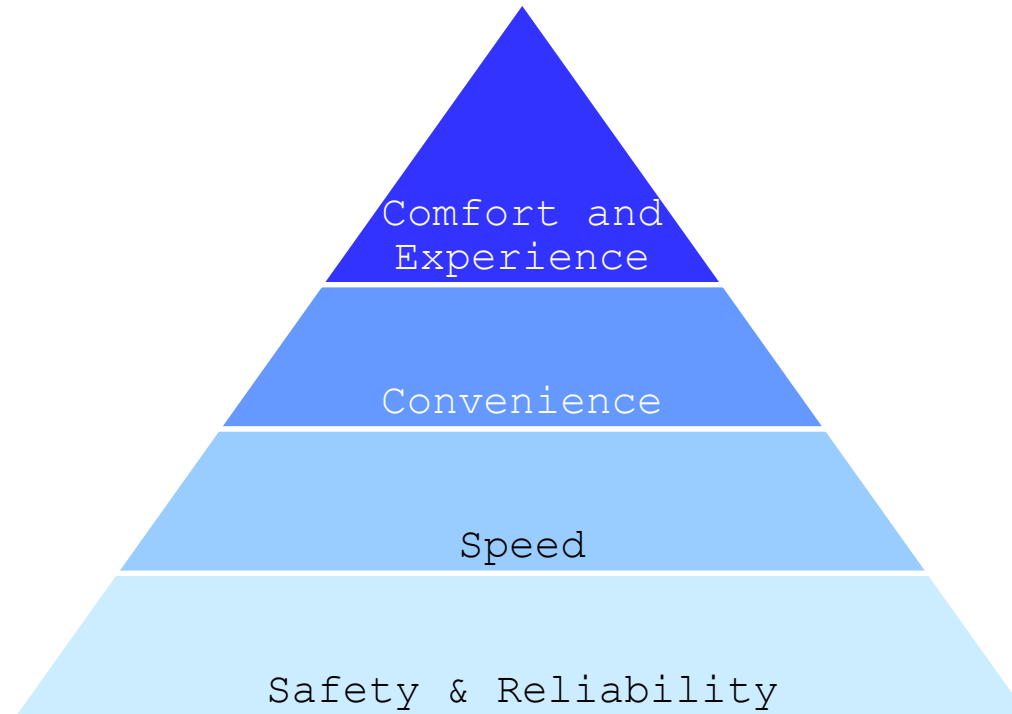 Comfort and
Experience
Convenience
Speed
Safety & Reliability